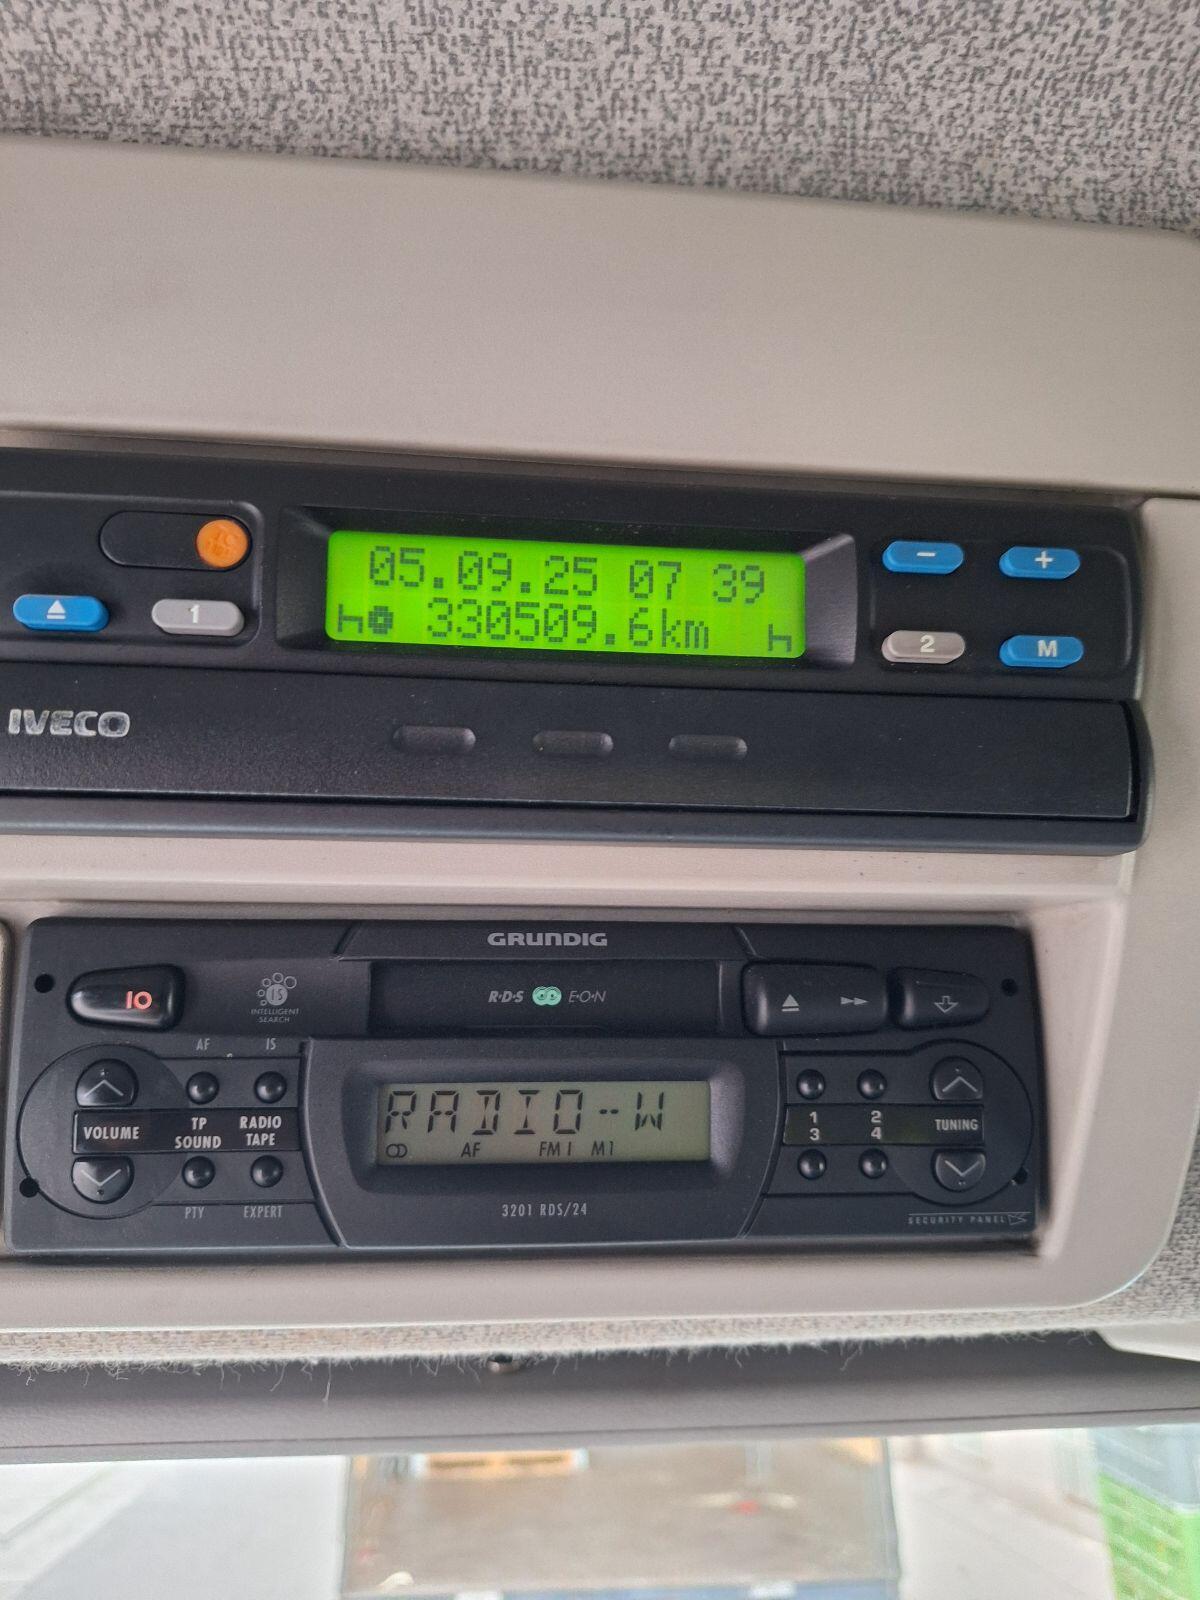 05.09.25 07 39
330509.6km
1
2
M
- +
IVECO
GRUNDIG
IO
IS
INTELLIGENT
SEARCH
R·D·S E·O·N
AF IS
VOLUME
TP
SOUND
RADIO
TAPE
PTY EXPERT
RADIO--W
AF FM1 M1
3201 RDS/24
1 2
3 4
TUNING
SECURITY PANEL